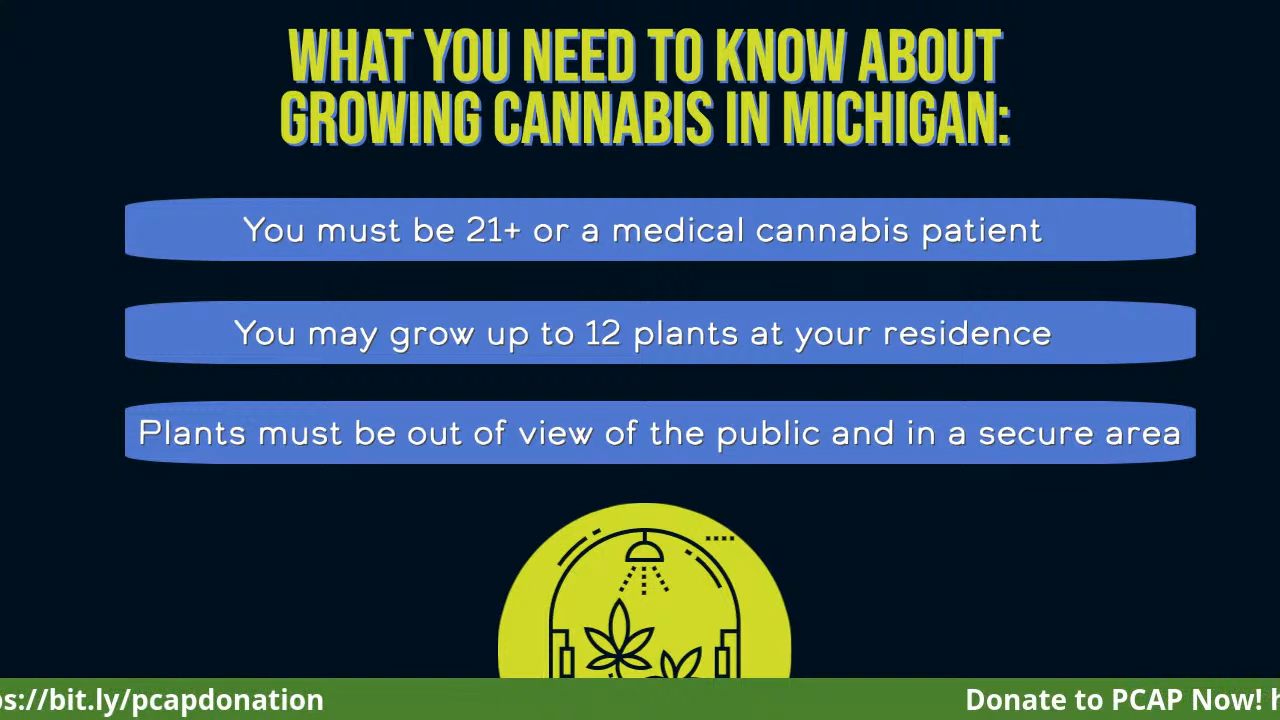 WHAT YOU NEED TO KNOW ABOUT
GROWING CANNABIS IN MICHIGAN:
You must be 21+ or a medical cannabis patient
You may grow up to 12 plants at your residence
Plants must be out of view of the public and in a secure area
ps://bit.ly/pcapdonation
Donate to PCAP Now! h